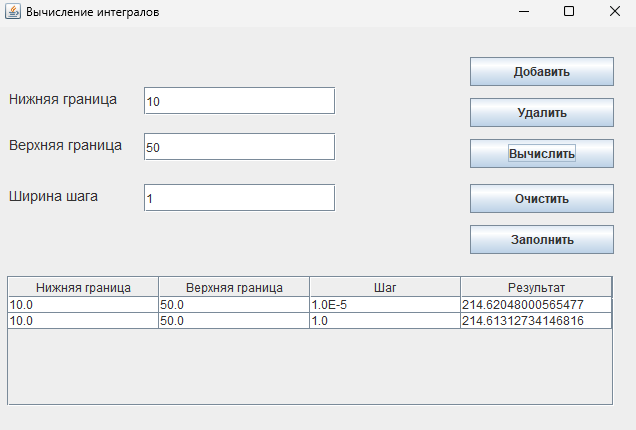 Вычисление интегралов
Добавить
Нижняя граница 10
Удалить
Верхняя граница 50
Вычислить
Ширина шага 1
Очистить
Заполнить
Нижняя граница Верхняя граница Шаг Результат
10.0 50.0 1.0E-5 214.62048000565477
10.0 50.0 1.0 214.61312734146816